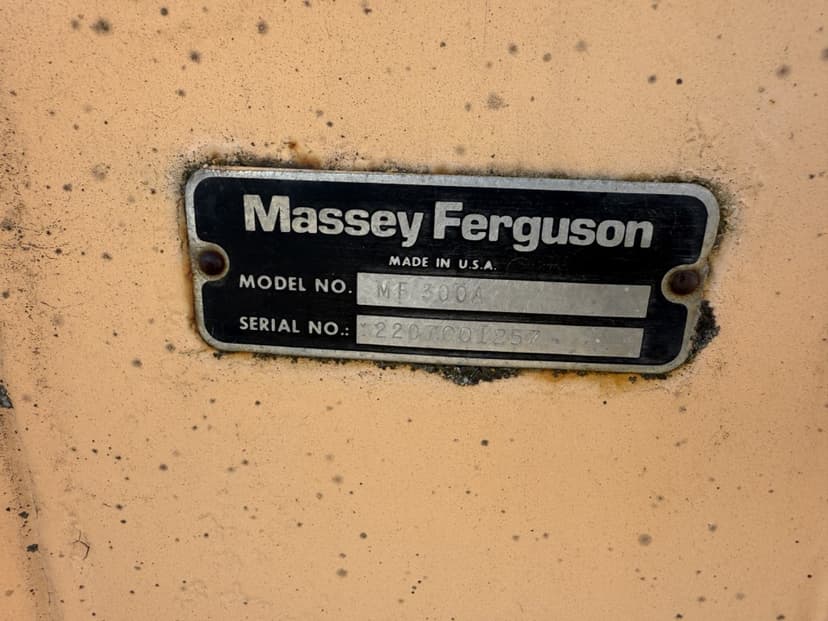 Massey Ferguson
MADE IN U.S.A.
MODEL NO. MF 300A
SERIAL NO.: